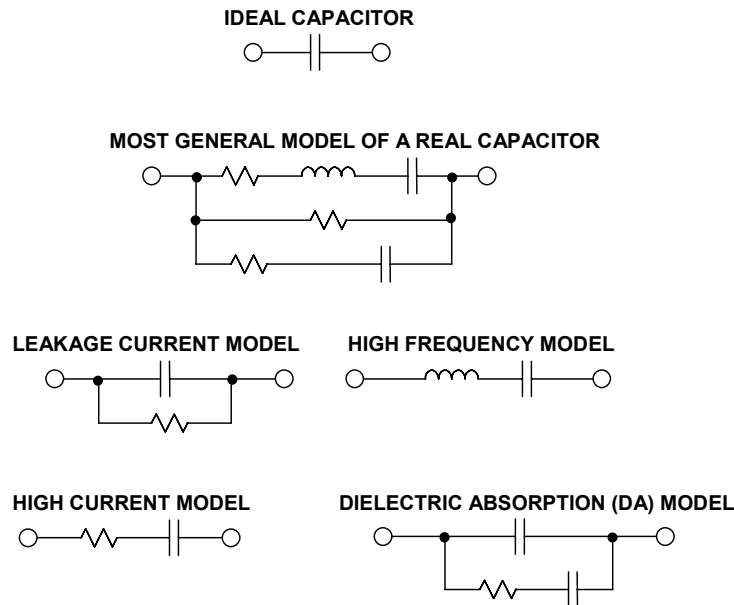 IDEAL CAPACITOR
MOST GENERAL MODEL OF A REAL CAPACITOR
LEAKAGE CURRENT MODEL
HIGH FREQUENCY MODEL
HIGH CURRENT MODEL
DIELECTRIC ABSORPTION (DA) MODEL